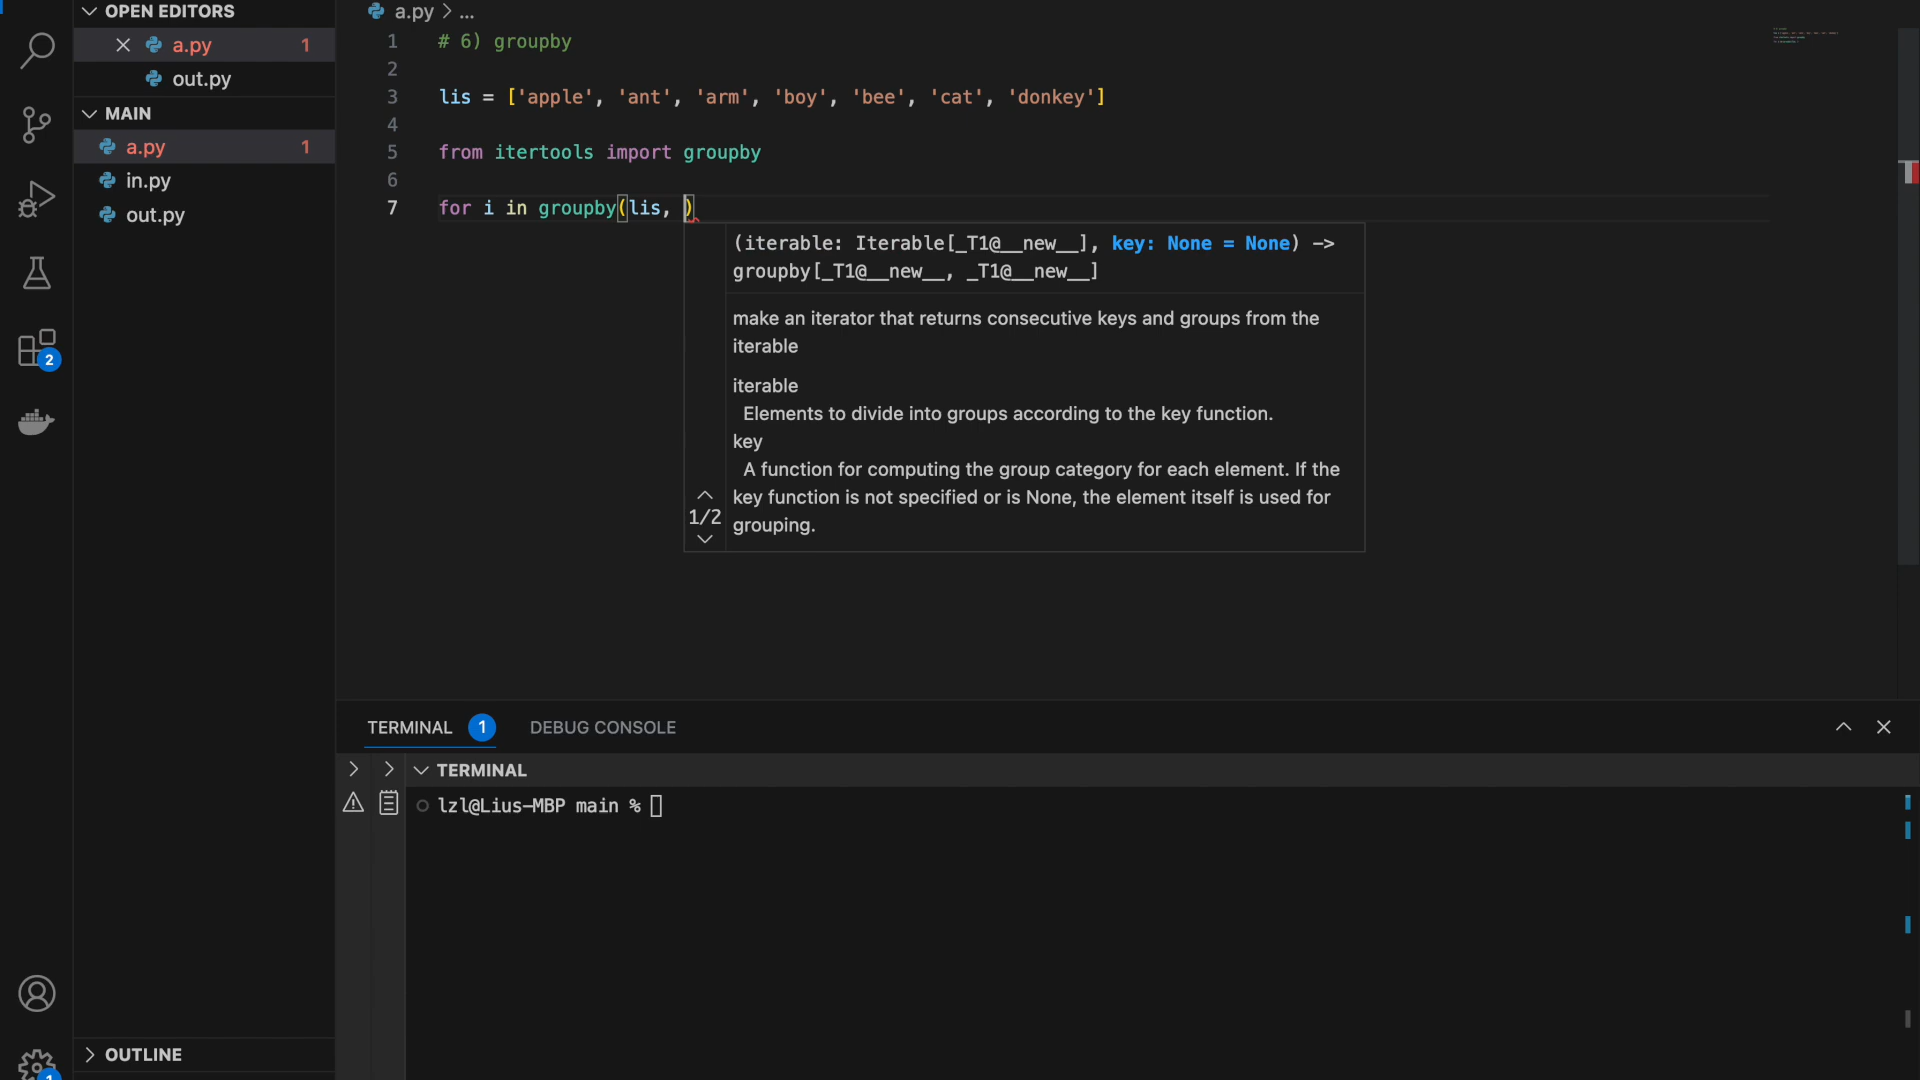 OPEN EDITORS
a.py 1
out.py
MAIN
a.py 1
in.py
out.py
OUTLINE
2
1
a.py > ...
1 # 6) groupby
2
3 lis = ['apple', 'ant', 'arm', 'boy', 'bee', 'cat', 'donkey']
4
5 from itertools import groupby
6
7 for i in groupby(lis, )
(iterable: Iterable[_T1@__new__], key: None = None) ->
groupby[_T1@__new__, _T1@__new__]
make an iterator that returns consecutive keys and groups from the
iterable
iterable
Elements to divide into groups according to the key function.
key
A function for computing the group category for each element. If the
key function is not specified or is None, the element itself is used for
grouping.
1/2
TERMINAL 1 DEBUG CONSOLE
TERMINAL
lzl@Lius-MBP main %